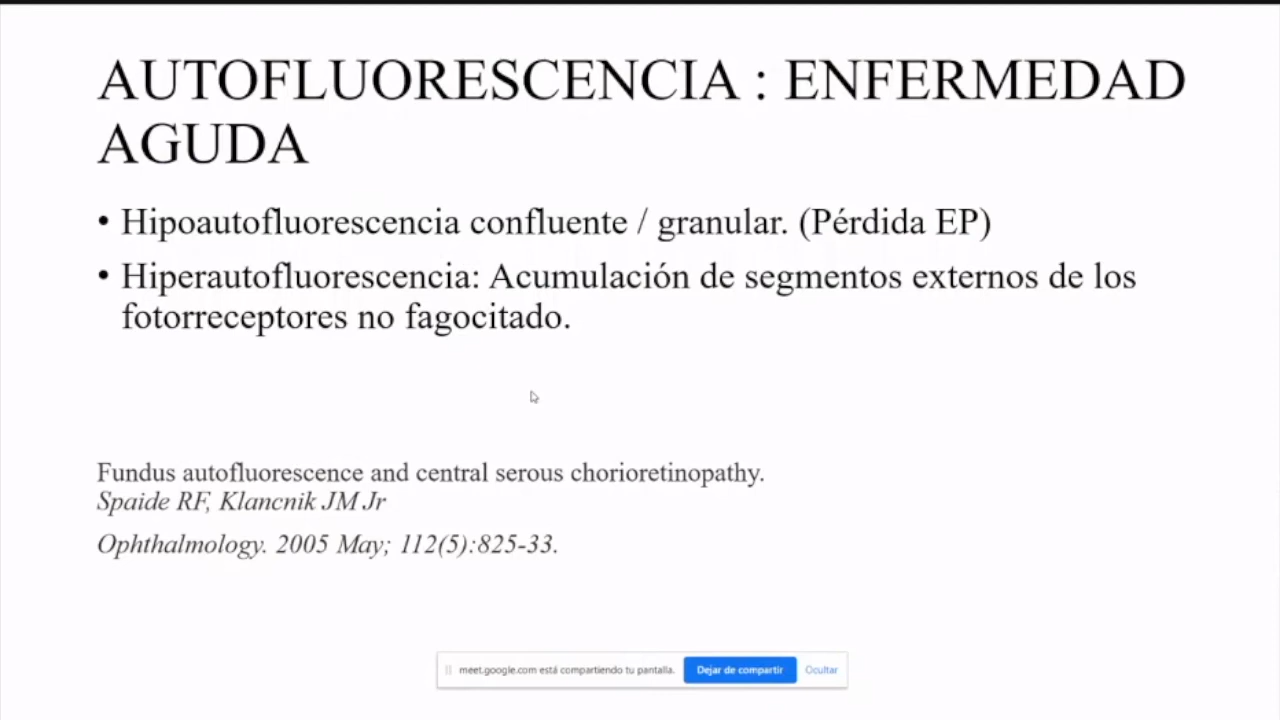 AUTOFLUORESCENCIA : ENFERMEDAD
AGUDA
• Hipoautofluorescencia confluente / granular. (Pérdida EP)
• Hiperautofluorescencia: Acumulación de segmentos externos de los
fotorreceptores no fagocitado.
Fundus autofluorescence and central serous chorioretinopathy.
Spaide RF, Klancnik JM Jr
Ophthalmology. 2005 May; 112(5):825-33.
meet.google.com está compartiendo tu pantalla. Dejar de compartir Ocultar